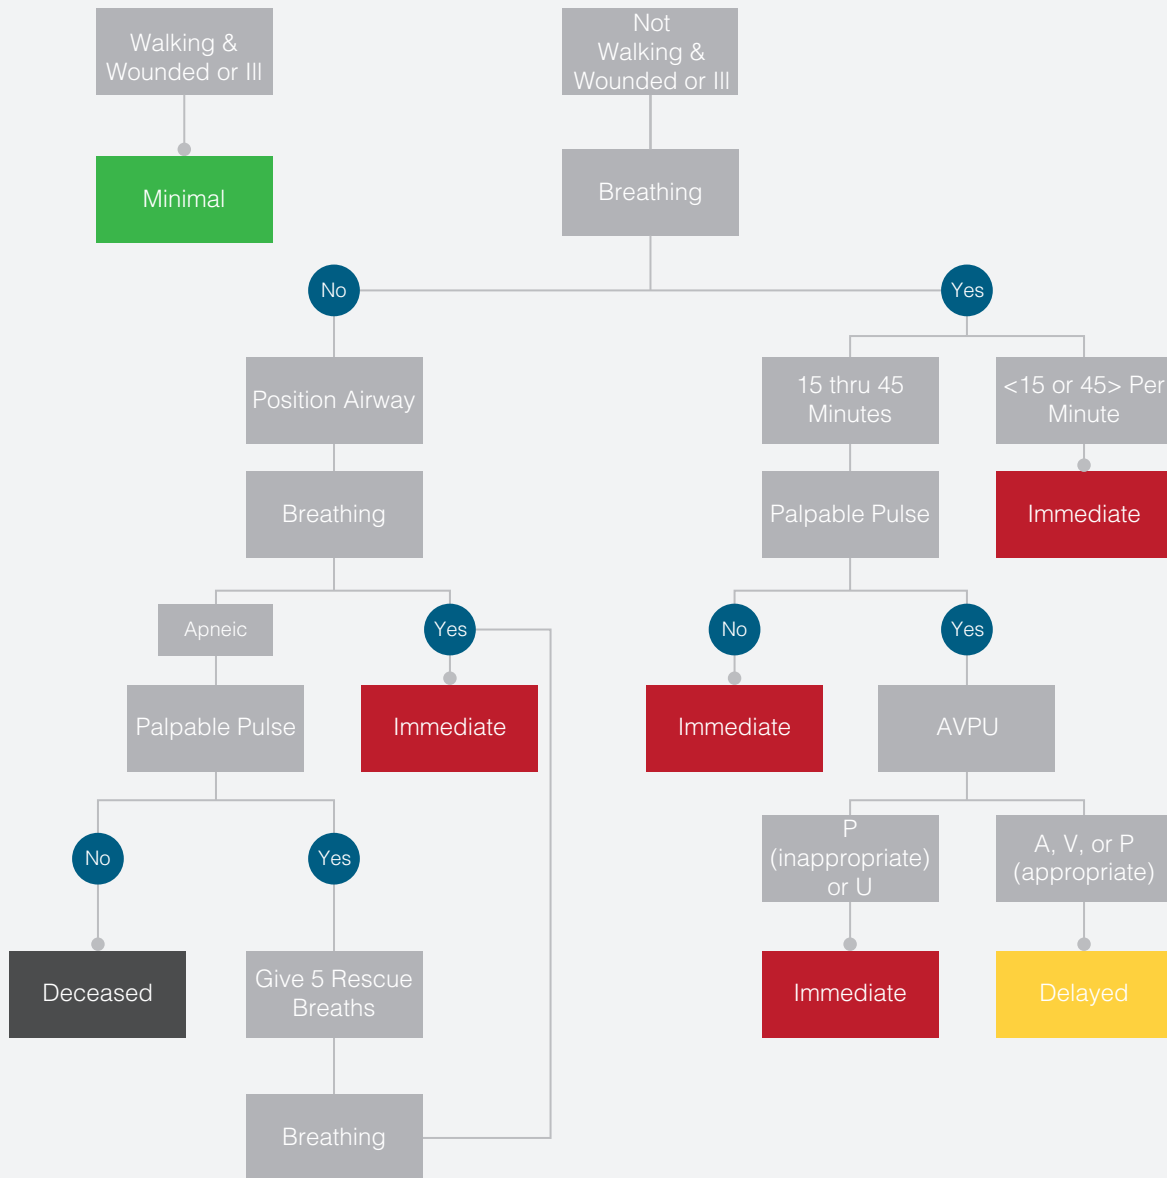 Walking &
Wounded or Ill
Not
Walking &
Wounded or Ill
Minimal
Breathing
No
Yes
Position Airway
15 thru 45
Minutes
<15 or 45> Per
Minute
Breathing
Palpable Pulse
Immediate
Apneic
Yes
No
Yes
Palpable Pulse
Immediate
Immediate
AVPU
No
Yes
P
(inappropriate)
or U
A, V, or P
(appropriate)
Deceased
Give 5 Rescue
Breaths
Immediate
Delayed
Breathing